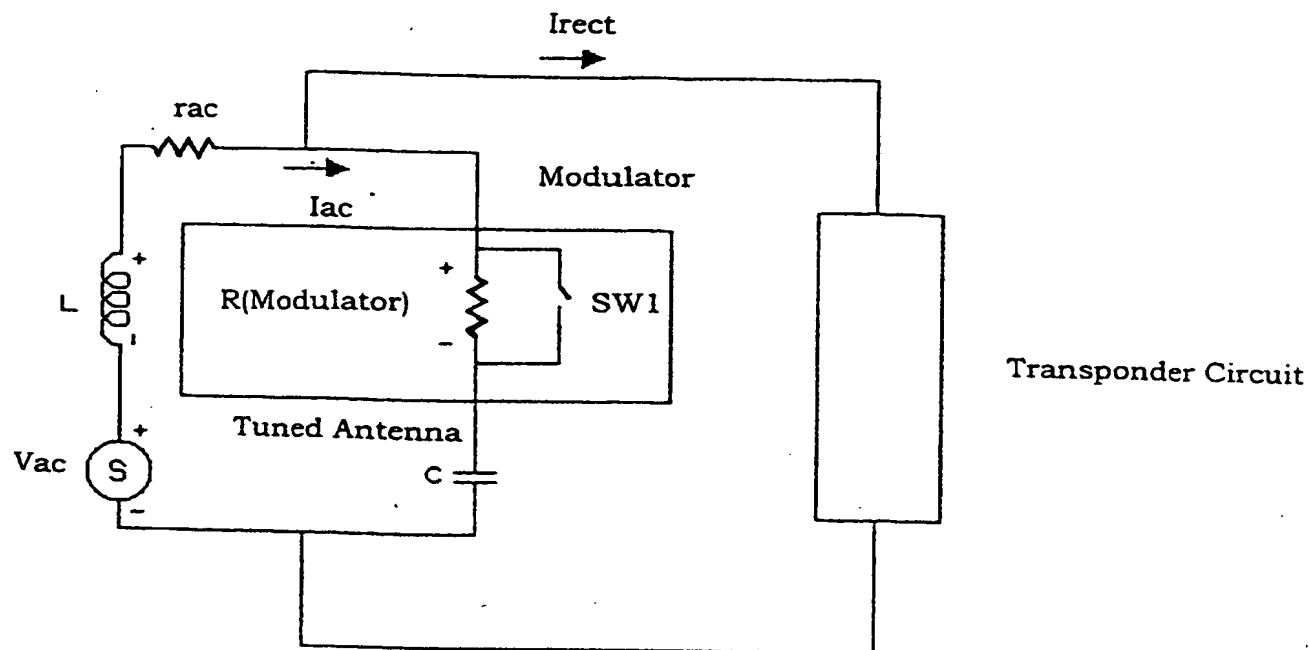 Irect
rac
Modulator
Iac
+
+
L
R(Modulator)
SW1
-
-
Transponder Circuit
Tuned Antenna
+
Vac
S
C
-